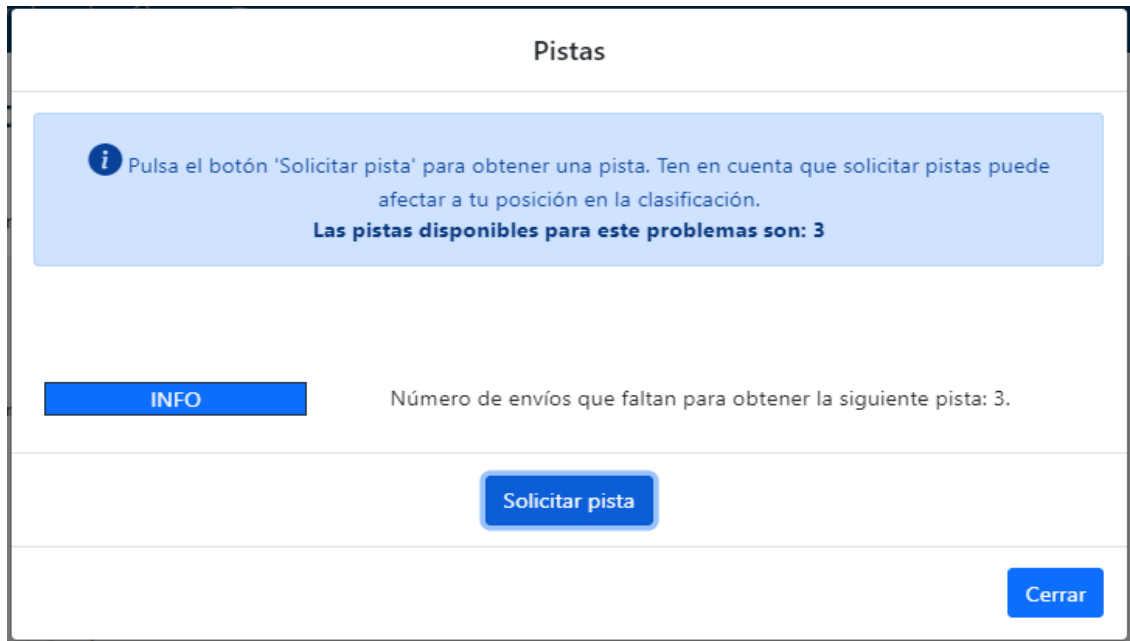 Pistas
Pulsa el botón 'Solicitar pista' para obtener una pista. Ten en cuenta que solicitar pistas puede
afectar a tu posición en la clasificación.
Las pistas disponibles para este problemas son: 3
INFO
Número de envíos que faltan para obtener la siguiente pista: 3.
Solicitar pista
Cerrar